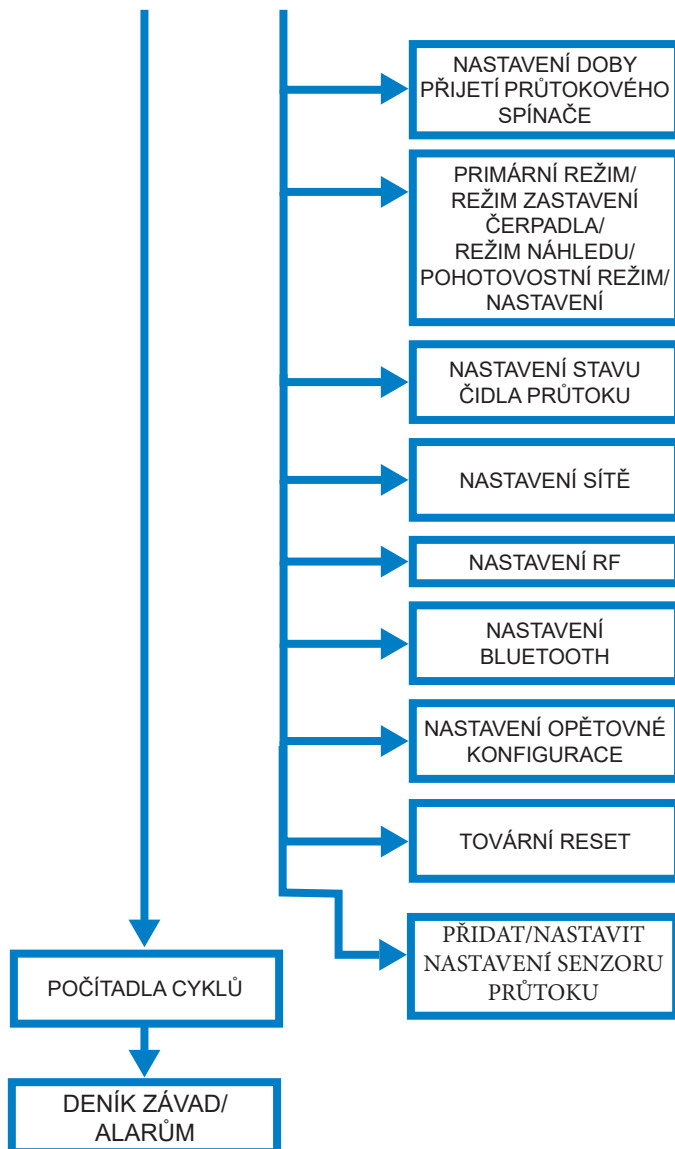 NASTAVENÍ DOBY
PŘIJETÍ PRŮTOKOVÉHO
SPÍNAČE
PRIMÁRNÍ REŽIM/
REŽIM ZASTAVENÍ
ČERPADLA/
REŽIM NÁHLEDU/
POHOTOVOSTNÍ REŽIM/
NASTAVENÍ
NASTAVENÍ STAVU
ČIDLA PRŮTOKU
NASTAVENÍ SÍTĚ
NASTAVENÍ RF
NASTAVENÍ
BLUETOOTH
NASTAVENÍ OPĚTOVNÉ
KONFIGURACE
TOVÁRNÍ RESET
PŘIDAT/NASTAVIT
NASTAVENÍ SENZORU
PRŮTOKU
POČÍTADLA CYKLŮ
DENÍK ZÁVAD/
ALARŮM